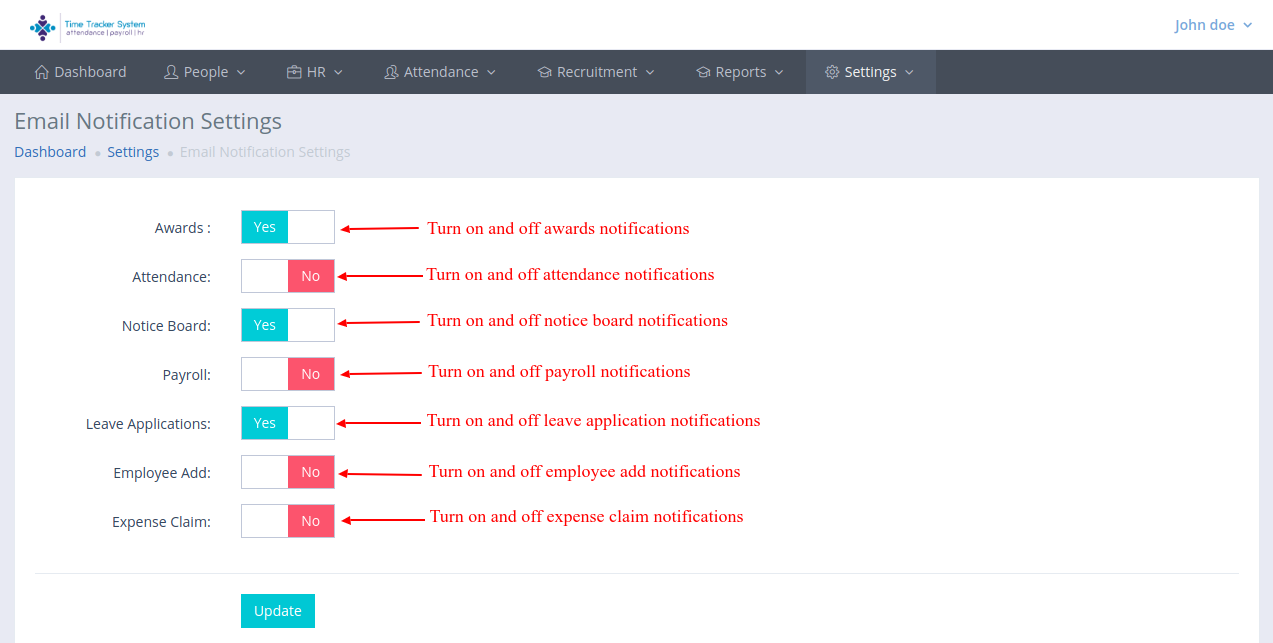 Time Tracker System
attendance | payroll | hr
John doe
Dashboard People HR Attendance Recruitment Reports Settings
Email Notification Settings
Dashboard Settings Email Notification Settings
Awards : Yes Turn on and off awards notifications
Attendance: No Turn on and off attendance notifications
Notice Board: Yes Turn on and off notice board notifications
Payroll: No Turn on and off payroll notifications
Leave Applications: Yes Turn on and off leave application notifications
Employee Add: No Turn on and off employee add notifications
Expense Claim: No Turn on and off expense claim notifications
Update